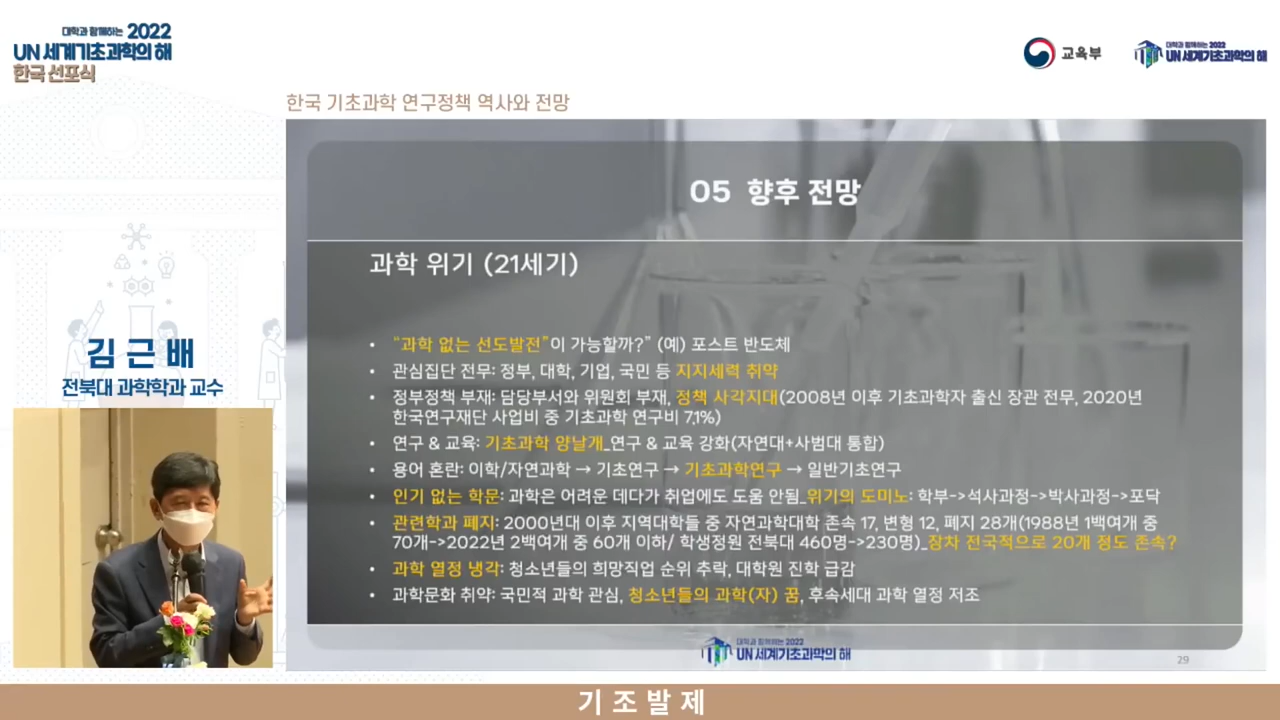 대학과 함께하는 2022
UN 세계기초과학의 해
한국 선포식
교육부
대학과 함께하는 2022
UN 세계기초과학의 해
한국 기초과학 연구정책 역사와 전망
05 향후 전망
과학 위기 (21세기)
• “과학 없는 선도발전”이 가능할까?” (예) 포스트 반도체
• 관심집단 전무: 정부, 대학, 기업, 국민 등 지지세력 취약
• 정부정책 부재: 담당부서와 위원회 부재, 정책 사각지대(2008년 이후 기초과학자 출신 장관 전무, 2020년
한국연구재단 사업비 중 기초과학 연구비 7.1%)
• 연구 & 교육: 기초과학 양날개_연구 & 교육 강화(자연대+사범대 통합)
• 용어 혼란: 이학/자연과학 → 기초연구 → 기초과학연구 → 일반기초연구
• 인기 없는 학문: 과학은 어려운 데다가 취업에도 도움 안됨_위기의 도미노: 학부->석사과정->박사과정->포닥
• 관련학과 폐지: 2000년대 이후 지역대학들 중 자연과학대학 존속 17, 변형 12, 폐지 28개(1988년 1백여개 중
70개->2022년 2백여개 중 60개 이하/ 학생정원 전북대 460명->230명)_장차 전국적으로 20개 정도 존속?
• 과학 열정 냉각: 청소년들의 희망직업 순위 추락, 대학원 진학 급감
• 과학문화 취약: 국민적 과학 관심, 청소년들의 과학(자) 꿈, 후속세대 과학 열정 저조
대학과 함께하는 2022
UN 세계기초과학의 해
29
김근배
전북대 과학학과 교수
기조발제